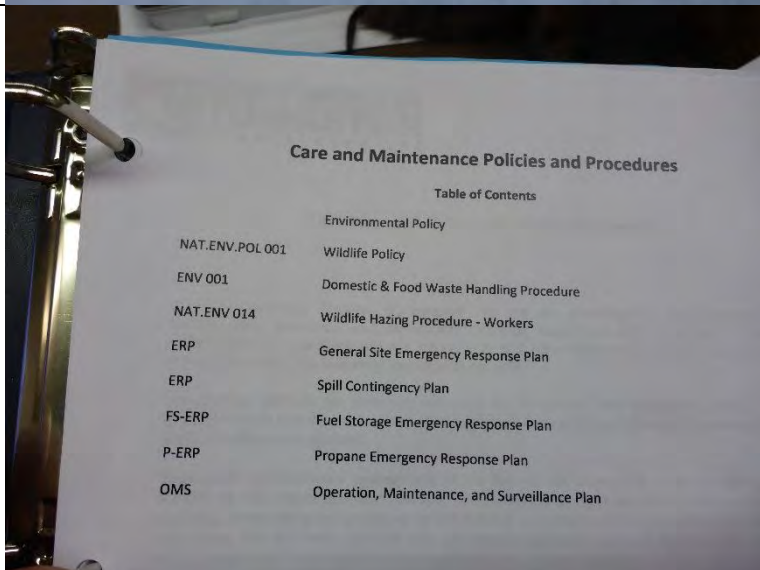 Care and Maintenance Policies and Procedures
Table of Contents
Environmental Policy
NAT.ENV.POL 001 Wildlife Policy
ENV 001 Domestic & Food Waste Handling Procedure
NAT.ENV 014 Wildlife Hazing Procedure - Workers
ERP General Site Emergency Response Plan
ERP Spill Contingency Plan
FS-ERP Fuel Storage Emergency Response Plan
P-ERP Propane Emergency Response Plan
OMS Operation, Maintenance, and Surveillance Plan